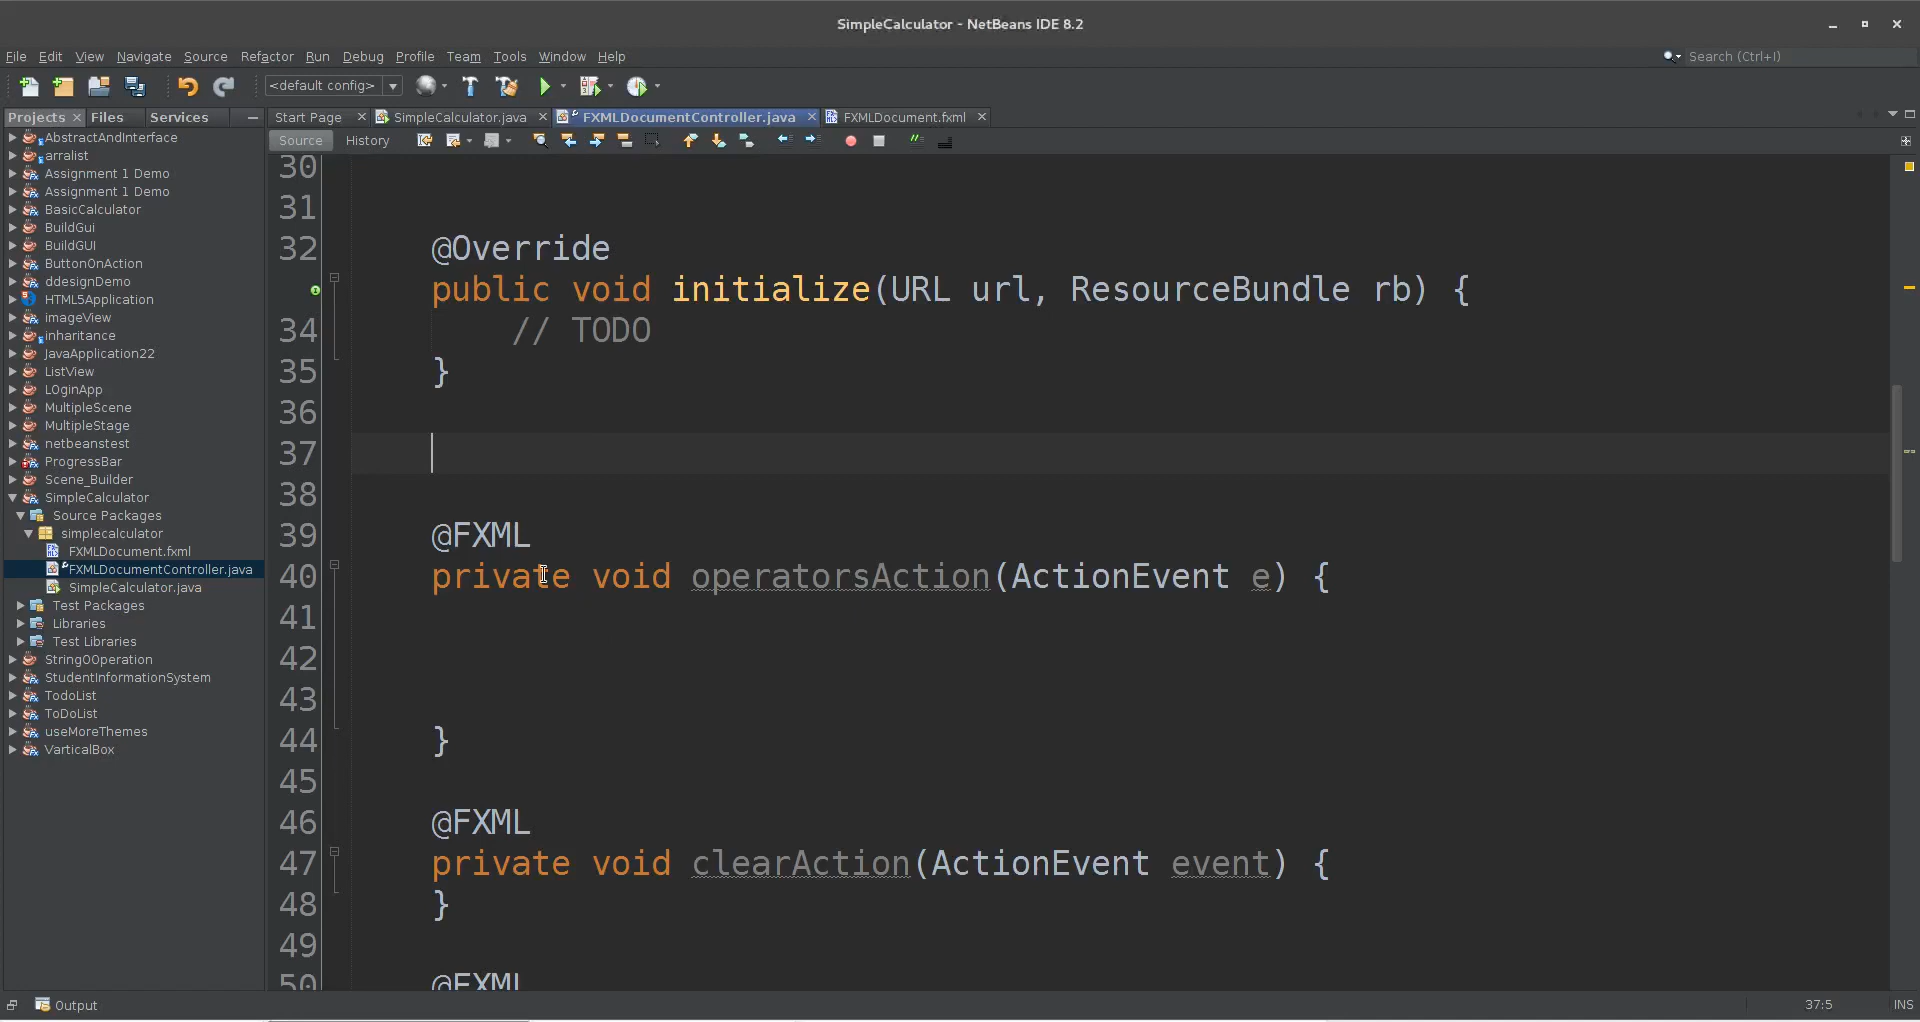 SimpleCalculator - NetBeans IDE 8.2
File Edit View Navigate Source Refactor Run Debug Profile Team Tools Window Help
Search (Ctrl+I)
<default config>
Projects Files Services
Start Page SimpleCalculator.java FXMLDocumentController.java FXMLDocument.fxml
Source History
AbstractAndInterface
arralist
Assignment 1 Demo
Assignment 1 Demo
BasicCalculator
BuildGui
BuildGUI
ButtonOnAction
ddesignDemo
HTML5Application
imageView
inheritance
JavaApplication22
ListView
LOginApp
MultipleScene
MultipleStage
netbeanstest
ProgressBar
Scene_Builder
SimpleCalculator
Source Packages
simplecalculator
FXMLDocument.fxml
FXMLDocumentController.java
SimpleCalculator.java
Test Packages
Libraries
Test Libraries
StringOOperation
StudentInformationSystem
TodoList
ToDoList
useMoreThemes
VarticalBox
30
31
32 @Override
public void initialize(URL url, ResourceBundle rb) {
34 // TODO
35 }
36
37
38
39 @FXML
40 private void operatorsAction(ActionEvent e) {
41
42
43
44 }
45
46 @FXML
47 private void clearAction(ActionEvent event) {
48 }
49
50 @FXML
Output
37:5 INS